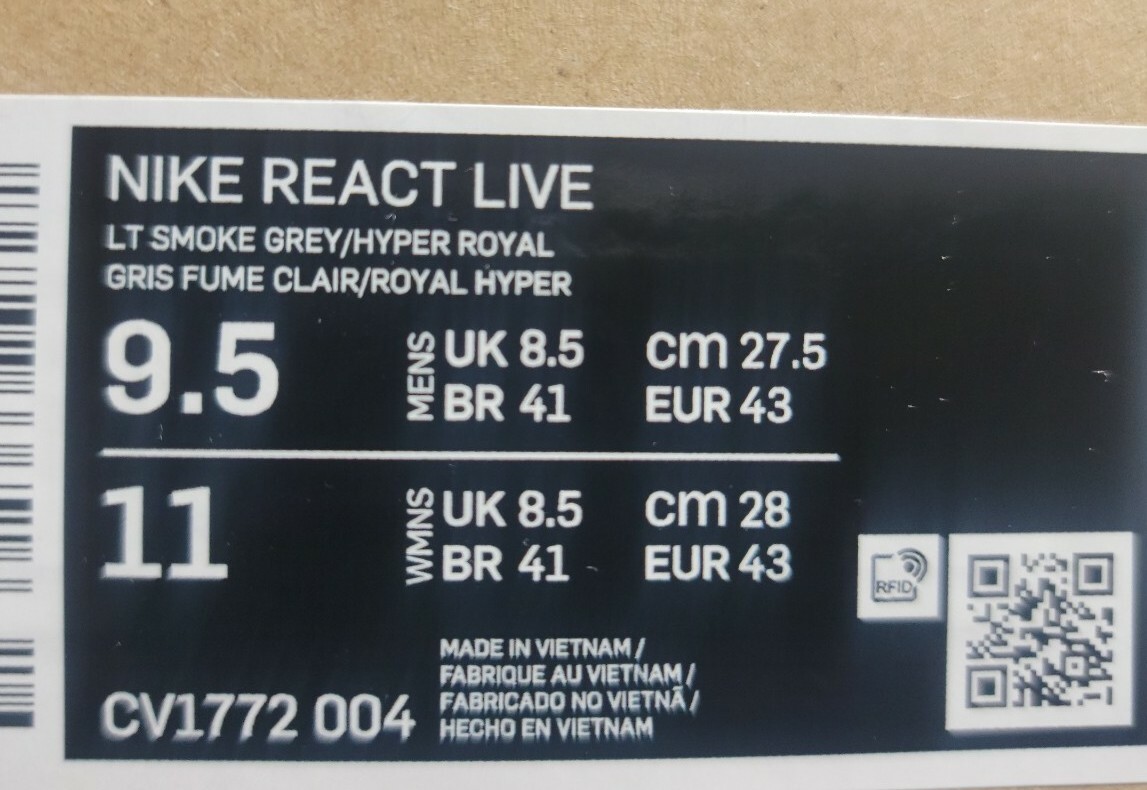 NIKE REACT LIVE
LT SMOKE GREY/HYPER ROYAL
GRIS FUME CLAIR/ROYAL HYPER
9.5 MENS UK 8.5 cm 27.5
BR 41 EUR 43
11 WMNS UK 8.5 cm 28
BR 41 EUR 43
RFID
MADE IN VIETNAM /
FABRIQUE AU VIETNAM /
FABRICADO NO VIETNÃ /
HECHO EN VIETNAM
CV1772 004